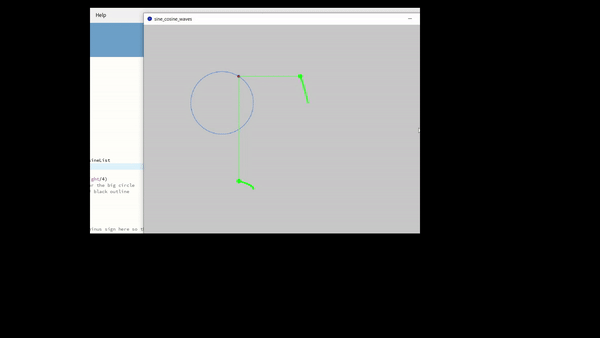 Help
sine_cosine_waves
ineList
ght/4)
r the big circle
black outline
inus sign here so t